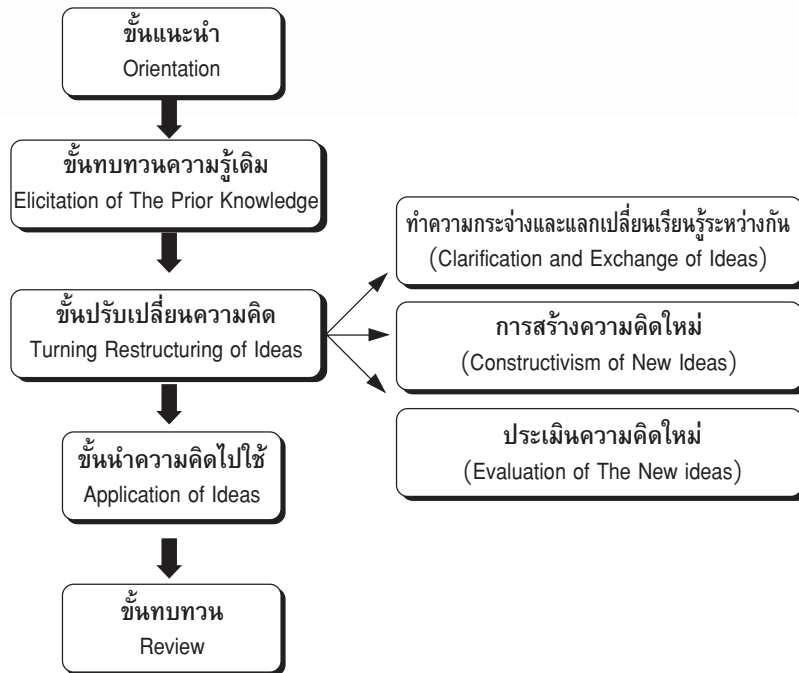 ขั้นแนะนำ
Orientation
ขั้นทบทวนความรู้เดิม
Elicitation of The Prior Knowledge
ขั้นปรับเปลี่ยนความคิด
Turning Restructuring of Ideas
ทำความกระจ่างและแลกเปลี่ยนเรียนรู้ระหว่างกัน
(Clarification and Exchange of Ideas)
การสร้างความคิดใหม่
(Constructivism of New Ideas)
ประเมินความคิดใหม่
(Evaluation of The New ideas)
ขั้นนำความคิดไปใช้
Application of Ideas
ขั้นทบทวน
Review